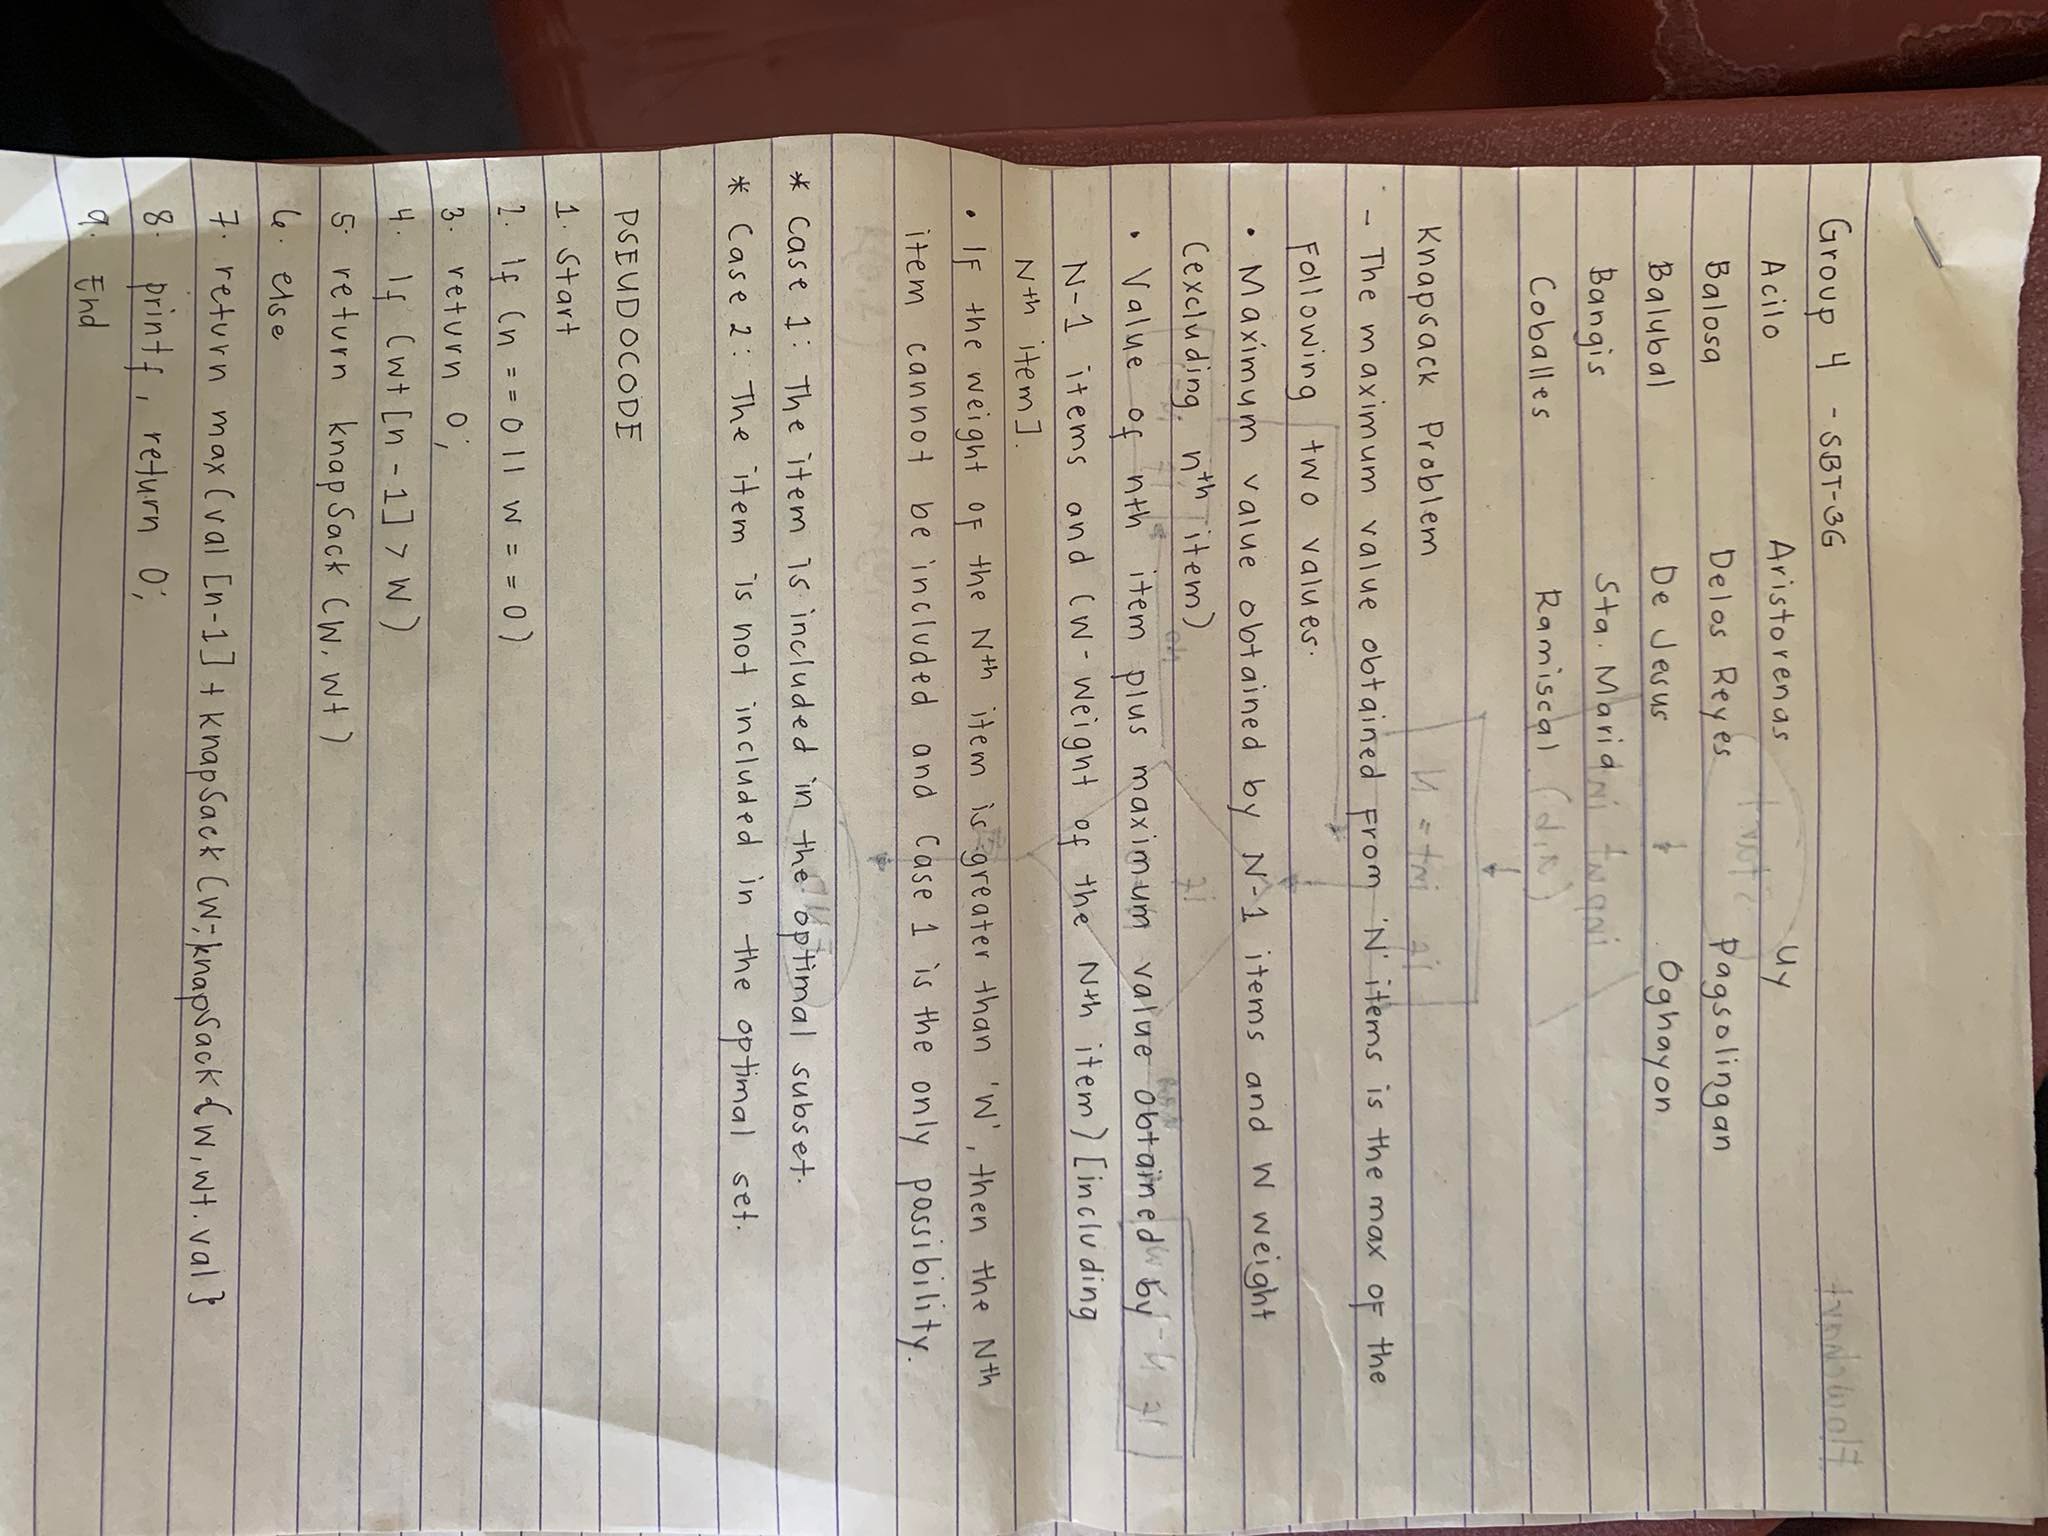 Group 4 - SBT-3G
Acilo Aristorenas Uy
Balosa Delos Reyes Pagsolingan
Balubal De Jesus Oghayon
Bangis Sta. Maria
Coballes Ramiscal
Knapsack Problem
- The maximum value obtained from 'N' items is the max of the
Following two values.
• Maximum value obtained by N-1 items and W weight
(excluding nth item)
• Value of nth item plus maximum value obtained by
N-1 items and (W - weight of the Nth item) [including
Nth item].
• IF the weight OF the Nth item is greater than 'W', then the Nth
item cannot be included and case 1 is the only possibility.
* Case 1: The item is included in the optimal subset.
* Case 2: The item is not included in the optimal set.
PSEUDOCODE
1. Start
2. If (n == 0 || W == 0)
3. return 0;
4. If (wt [n - 1] > W)
5. return knapSack (W, wt)
6. else
7. return max (val [n-1] + knapSack (W; knapSack {W, wt. val}
8. printf, return 0;
9. End